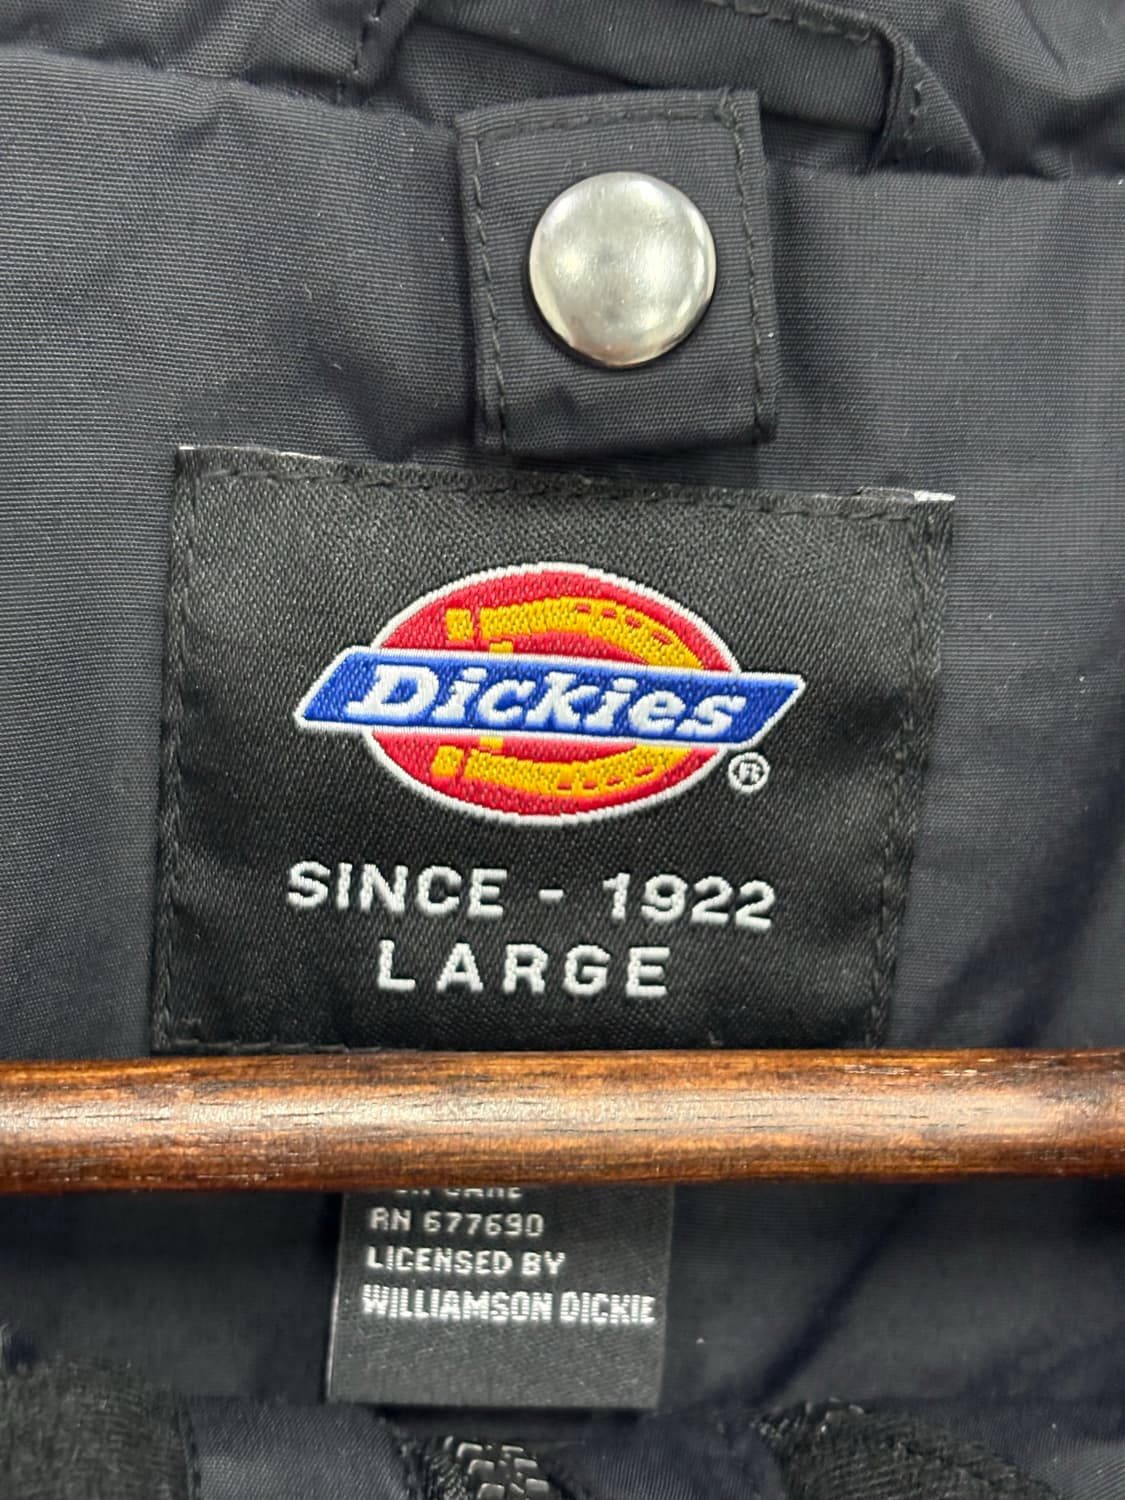 Dickies
®
SINCE - 1922
LARGE
RN 677690
LICENSED BY
WILLIAMSON DICKIE